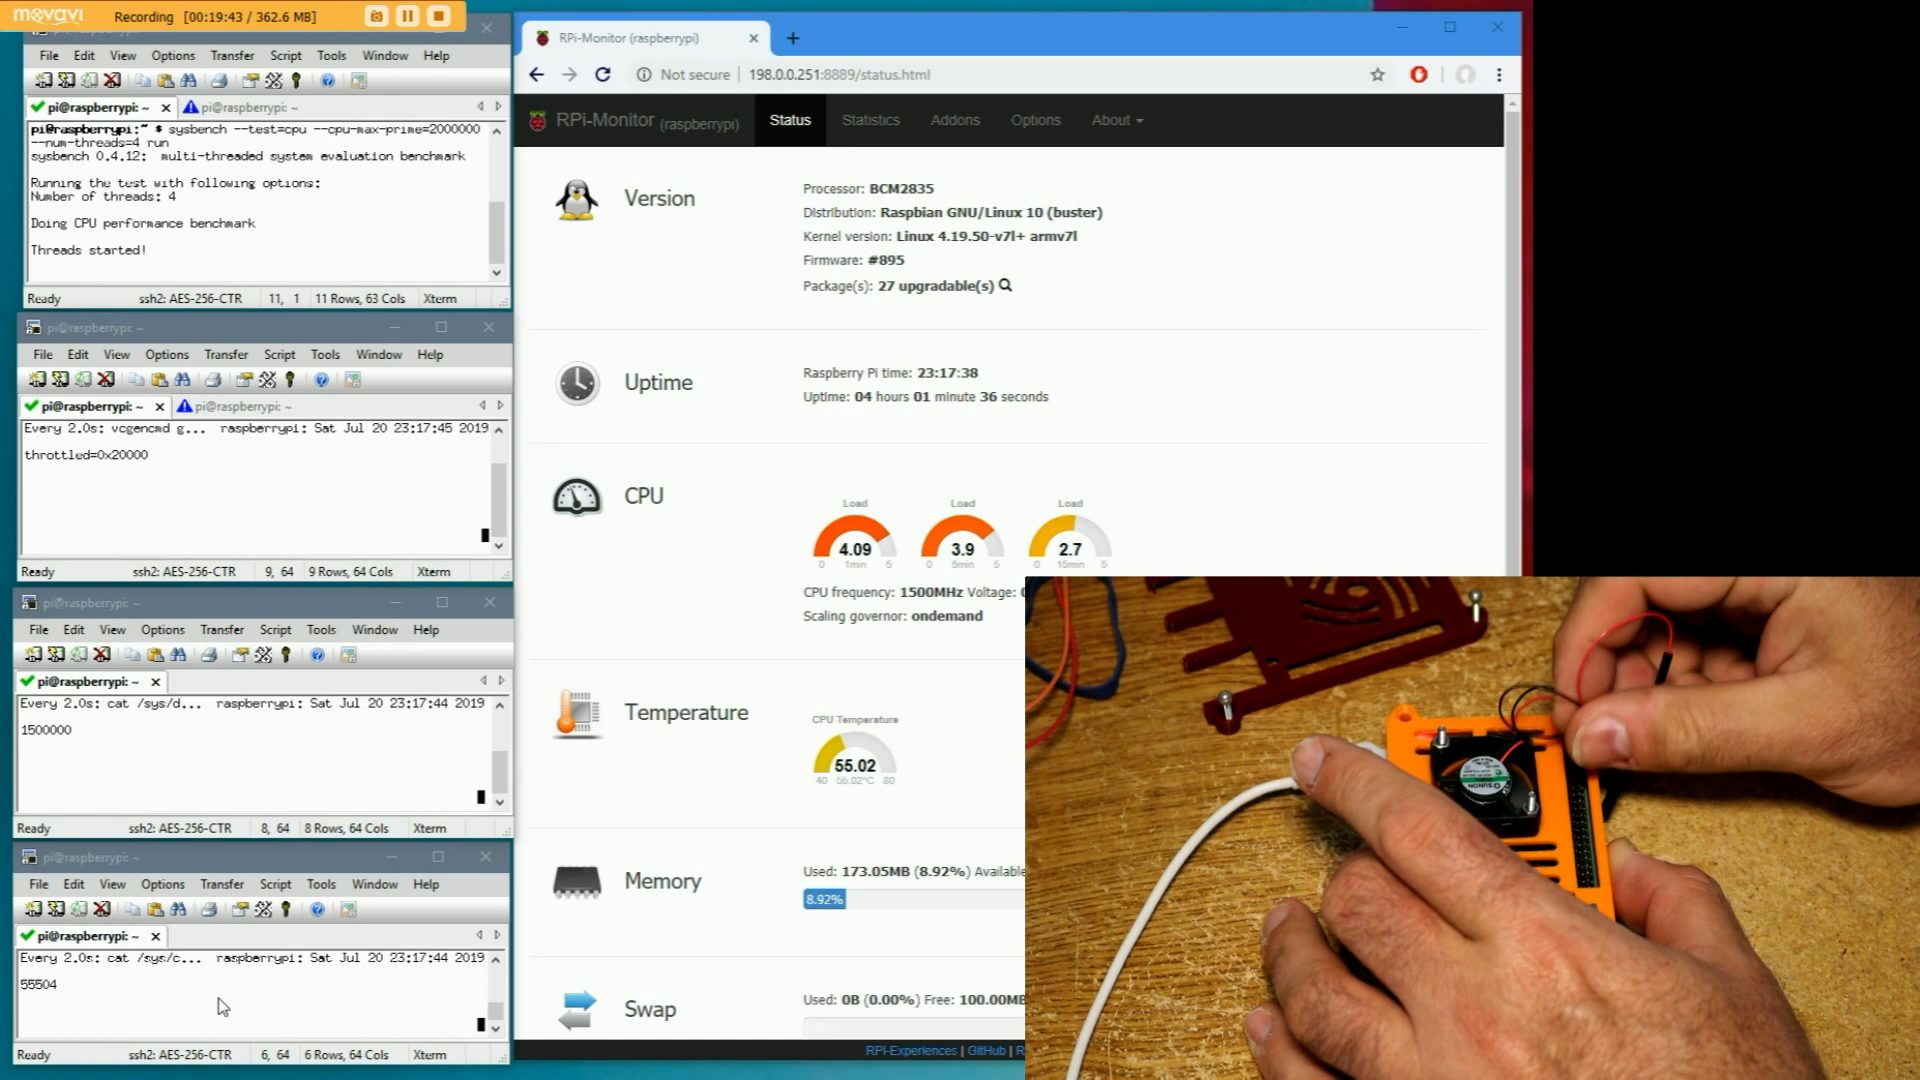 movavi
Recording [00:19:43 / 362.6 MB]
File Edit View Options Transfer Script Tools Window Help
pi@raspberrypi: ~ × pi@raspberrypi: ~
pi@raspberrypi:~ $ sysbench --test=cpu --cpu-max-prime=2000000
--num-threads=4 run
sysbench 0.4.12: multi-threaded system evaluation benchmark
Running the test with following options:
Number of threads: 4
Doing CPU performance benchmark
Threads started!
Ready ssh2: AES-256-CTR 11, 1 11 Rows, 63 Cols Xterm
pi@raspberrypi: ~
File Edit View Options Transfer Script Tools Window Help
pi@raspberrypi: ~ × pi@raspberrypi: ~
Every 2.0s: vcgencmd g... raspberrypi: Sat Jul 20 23:17:45 2019
throttled=0x20000
Ready ssh2: AES-256-CTR 9, 64 9 Rows, 64 Cols Xterm
pi@raspberrypi: ~
File Edit View Options Transfer Script Tools Window Help
pi@raspberrypi: ~ ×
Every 2.0s: cat /sys/d... raspberrypi: Sat Jul 20 23:17:44 2019
1500000
Ready ssh2: AES-256-CTR 8, 64 8 Rows, 64 Cols Xterm
pi@raspberrypi: ~
File Edit View Options Transfer Script Tools Window Help
pi@raspberrypi: ~ ×
Every 2.0s: cat /sys/c... raspberrypi: Sat Jul 20 23:17:44 2019
55504
Ready ssh2: AES-256-CTR 6, 64 6 Rows, 64 Cols Xterm
RPi-Monitor (raspberrypi)
Not secure | 198.0.0.251:8889/status.html
RPi-Monitor (raspberrypi) Status Statistics Addons Options About
Version
Processor: BCM2835
Distribution: Raspbian GNU/Linux 10 (buster)
Kernel version: Linux 4.19.50-v7l+ armv7l
Firmware: #895
Package(s): 27 upgradable(s)
Uptime
Raspberry Pi time: 23:17:38
Uptime: 04 hours 01 minute 36 seconds
CPU
Load Load Load
4.09 3.9 2.7
0 1min 5 0 5min 5 0 15min 5
CPU frequency: 1500MHz Voltage:
Scaling governor: ondemand
Temperature
CPU Temperature
55.02
40 55.02°C 80
Memory
Used: 173.05MB (8.92%) Available
8.92%
Swap
Used: 0B (0.00%) Free: 100.00MB
RPi-Experiences | GitHub | R
SUNON